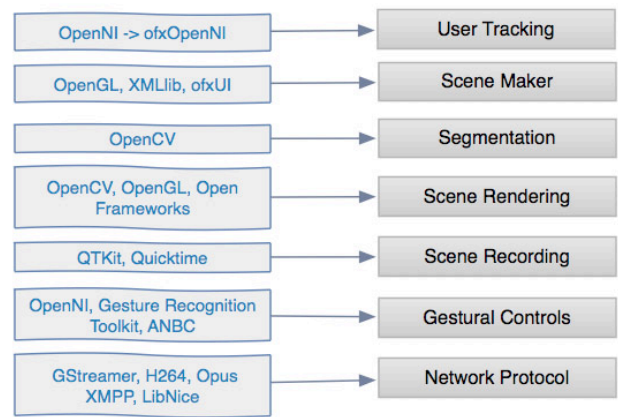 OpenNI -> ofxOpenNI
User Tracking
OpenGL, XMLlib, ofxUI
Scene Maker
OpenCV
Segmentation
OpenCV, OpenGL, Open
Frameworks
Scene Rendering
QTKit, Quicktime
Scene Recording
OpenNI, Gesture Recognition
Toolkit, ANBC
Gestural Controls
GStreamer, H264, Opus
XMPP, LibNice
Network Protocol